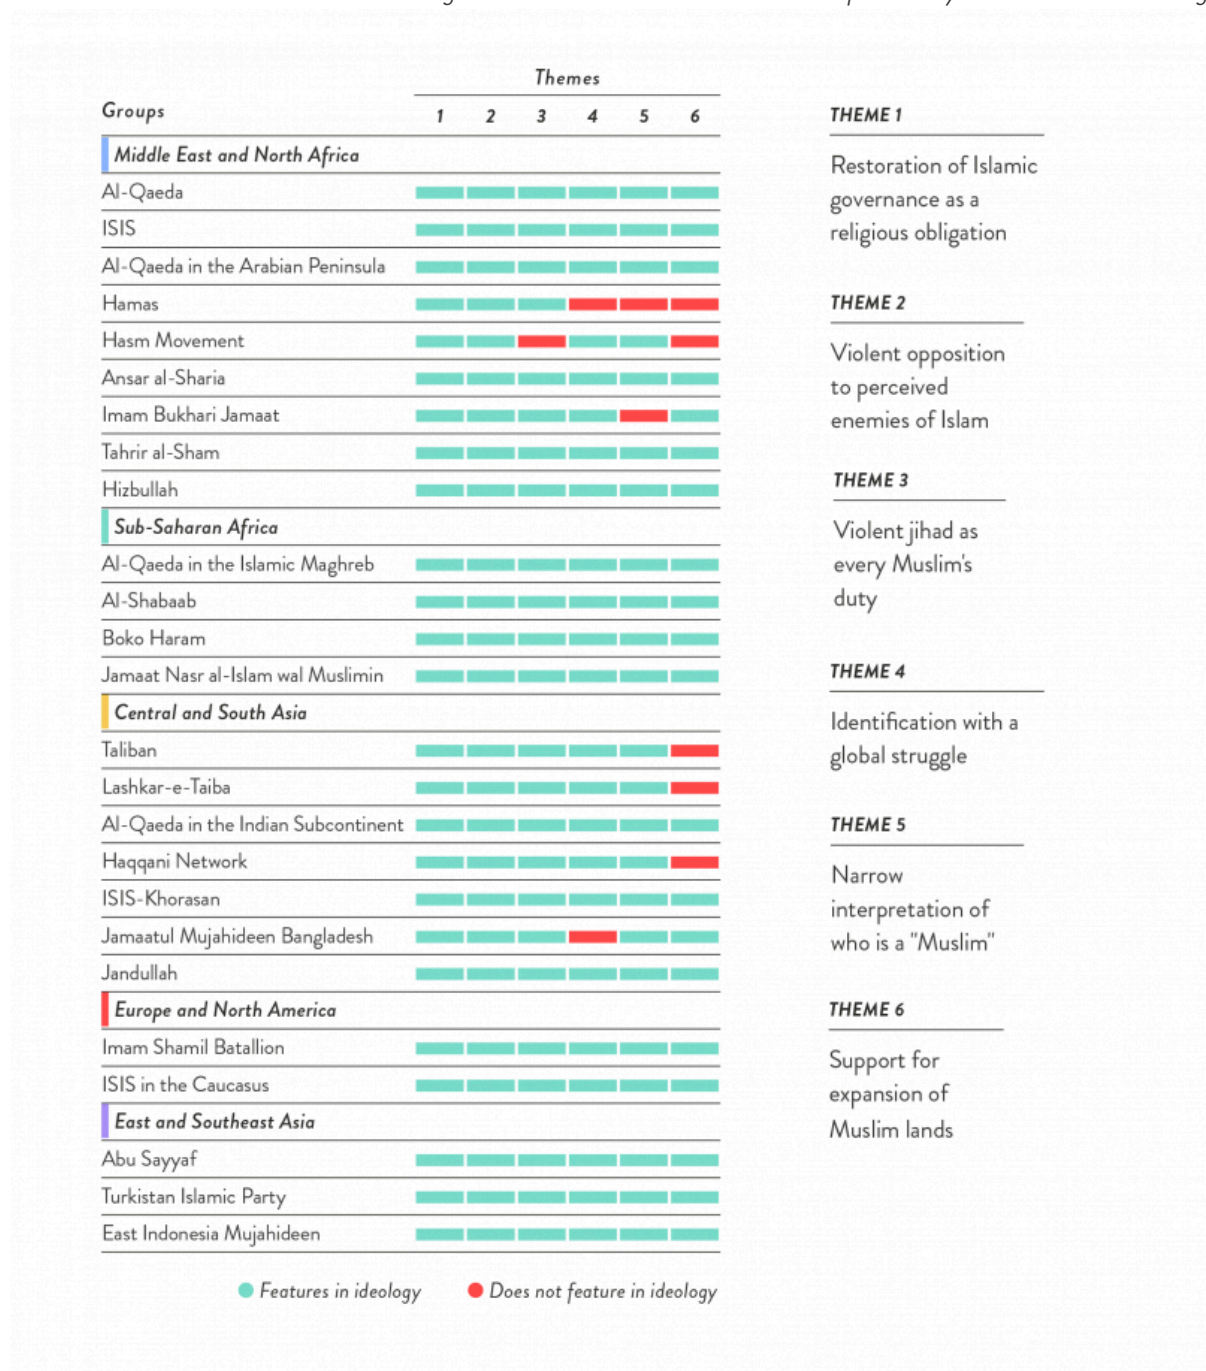 Themes
Groups 1 2 3 4 5 6
Middle East and North Africa
Al-Qaeda
ISIS
Al-Qaeda in the Arabian Peninsula
Hamas
Hasm Movement
Ansar al-Sharia
Imam Bukhari Jamaat
Tahrir al-Sham
Hizbullah
Sub-Saharan Africa
Al-Qaeda in the Islamic Maghreb
Al-Shabaab
Boko Haram
Jamaat Nasr al-Islam wal Muslimin
Central and South Asia
Taliban
Lashkar-e-Taiba
Al-Qaeda in the Indian Subcontinent
Haqqani Network
ISIS-Khorasan
Jamaatul Mujahideen Bangladesh
Jandullah
Europe and North America
Imam Shamil Batallion
ISIS in the Caucasus
East and Southeast Asia
Abu Sayyaf
Turkistan Islamic Party
East Indonesia Mujahideen
Features in ideology
Does not feature in ideology
THEME 1
Restoration of Islamic
governance as a
religious obligation
THEME 2
Violent opposition
to perceived
enemies of Islam
THEME 3
Violent jihad as
every Muslim's
duty
THEME 4
Identification with a
global struggle
THEME 5
Narrow
interpretation of
who is a "Muslim"
THEME 6
Support for
expansion of
Muslim lands